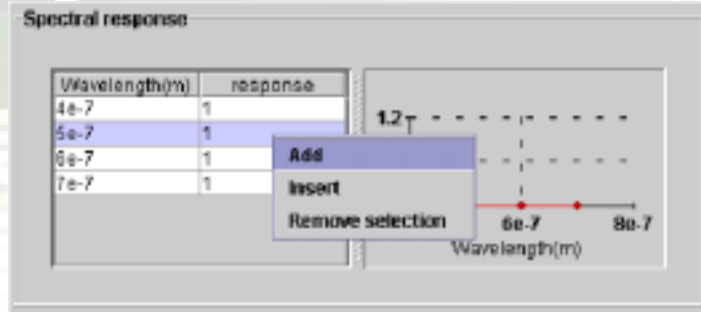 Spectral response
Wavelength(m) response
4e-7 1
5e-7 1
6e-7 1
7e-7 1
Add
Insert
Remove selection
1.2
6e-7 8e-7
Wavelength(m)